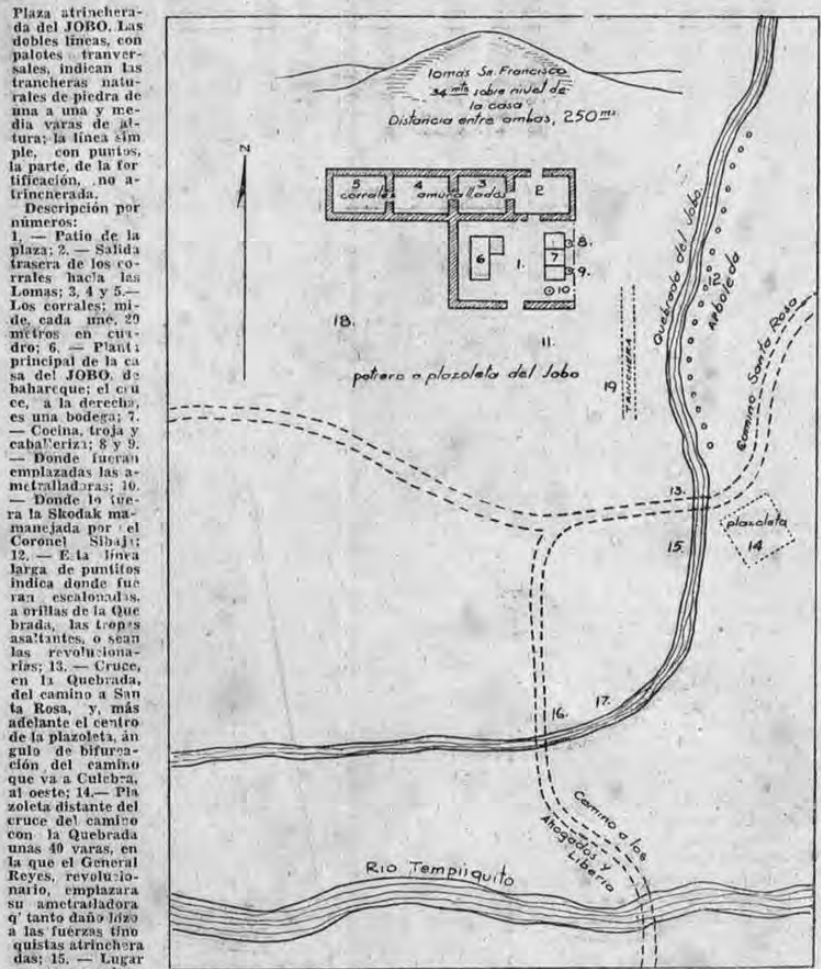 Plaza atrinchera-
da del JOBO. Las
dobles líneas, con
palotes tranver-
sales, indican las
trancheras natu-
rales de piedra de
una a una y me-
dia varas de al-
tura; la línea sim
ple, con puntos,
la parte, de la for
tificación, no a-
trincherada.
Descripción por
números:
1, — Patio de la
plaza; 2. — Salida
trasera de los co-
rrales hacia las
Lomas; 3, 4 y 5.—
Los corrales; mi-
de, cada uno, 29
metros en cua-
dro; 6. — Planta
principal de la ca
sa del JOBO, de
bahareque; el cru
ce, a la derecha,
es una bodega; 7.
— Cocina, troja y
caballeriza; 8 y 9.
— Donde fueran
emplazadas las a-
metralladoras; 10.
— Donde lo fue-
ra la Skodak ma-
manejada por el
Coronel Sibaja;
12. — E.ta línea
larga de puntitos
indica donde fue
ran escalonadas,
a orillas de la Que
brada, las tropas
asaltantes, o sean
las revoluciona-
rias; 13. — Cruce,
en la Quebrada,
del camino a San
ta Rosa, y, más
adelante el centro
de la plazoleta, án
gulo de bifurca-
ción del camino
que va a Culebra,
al oeste; 14.— Pla
zoleta distante del
cruce del camino
con la Quebrada
unas 40 varas, en
la que el General
Reyes, revolucio-
nario, emplazara
su ametralladora
q' tanto daño hizo
a las fuerzas tino
quistas atrinchera
das; 15. — Lugar
lomas Sn. Francisco
34 mts sobre nivel de
la casa
Distancia entre ambas, 250 ms.
N
5 4 3 2
corrales amurallados
6 1. 7 8.
9.
10.
18.
11.
potrero o plazoleta del Jobo
19 TRINCHERA
Quebrada del Jobo.
12
Arboleda
Camino Santa Rosa
13.
plazoleta
14
15.
16. 17.
Camino a los
Ahogados y
Liberia
Rio Tempisquito